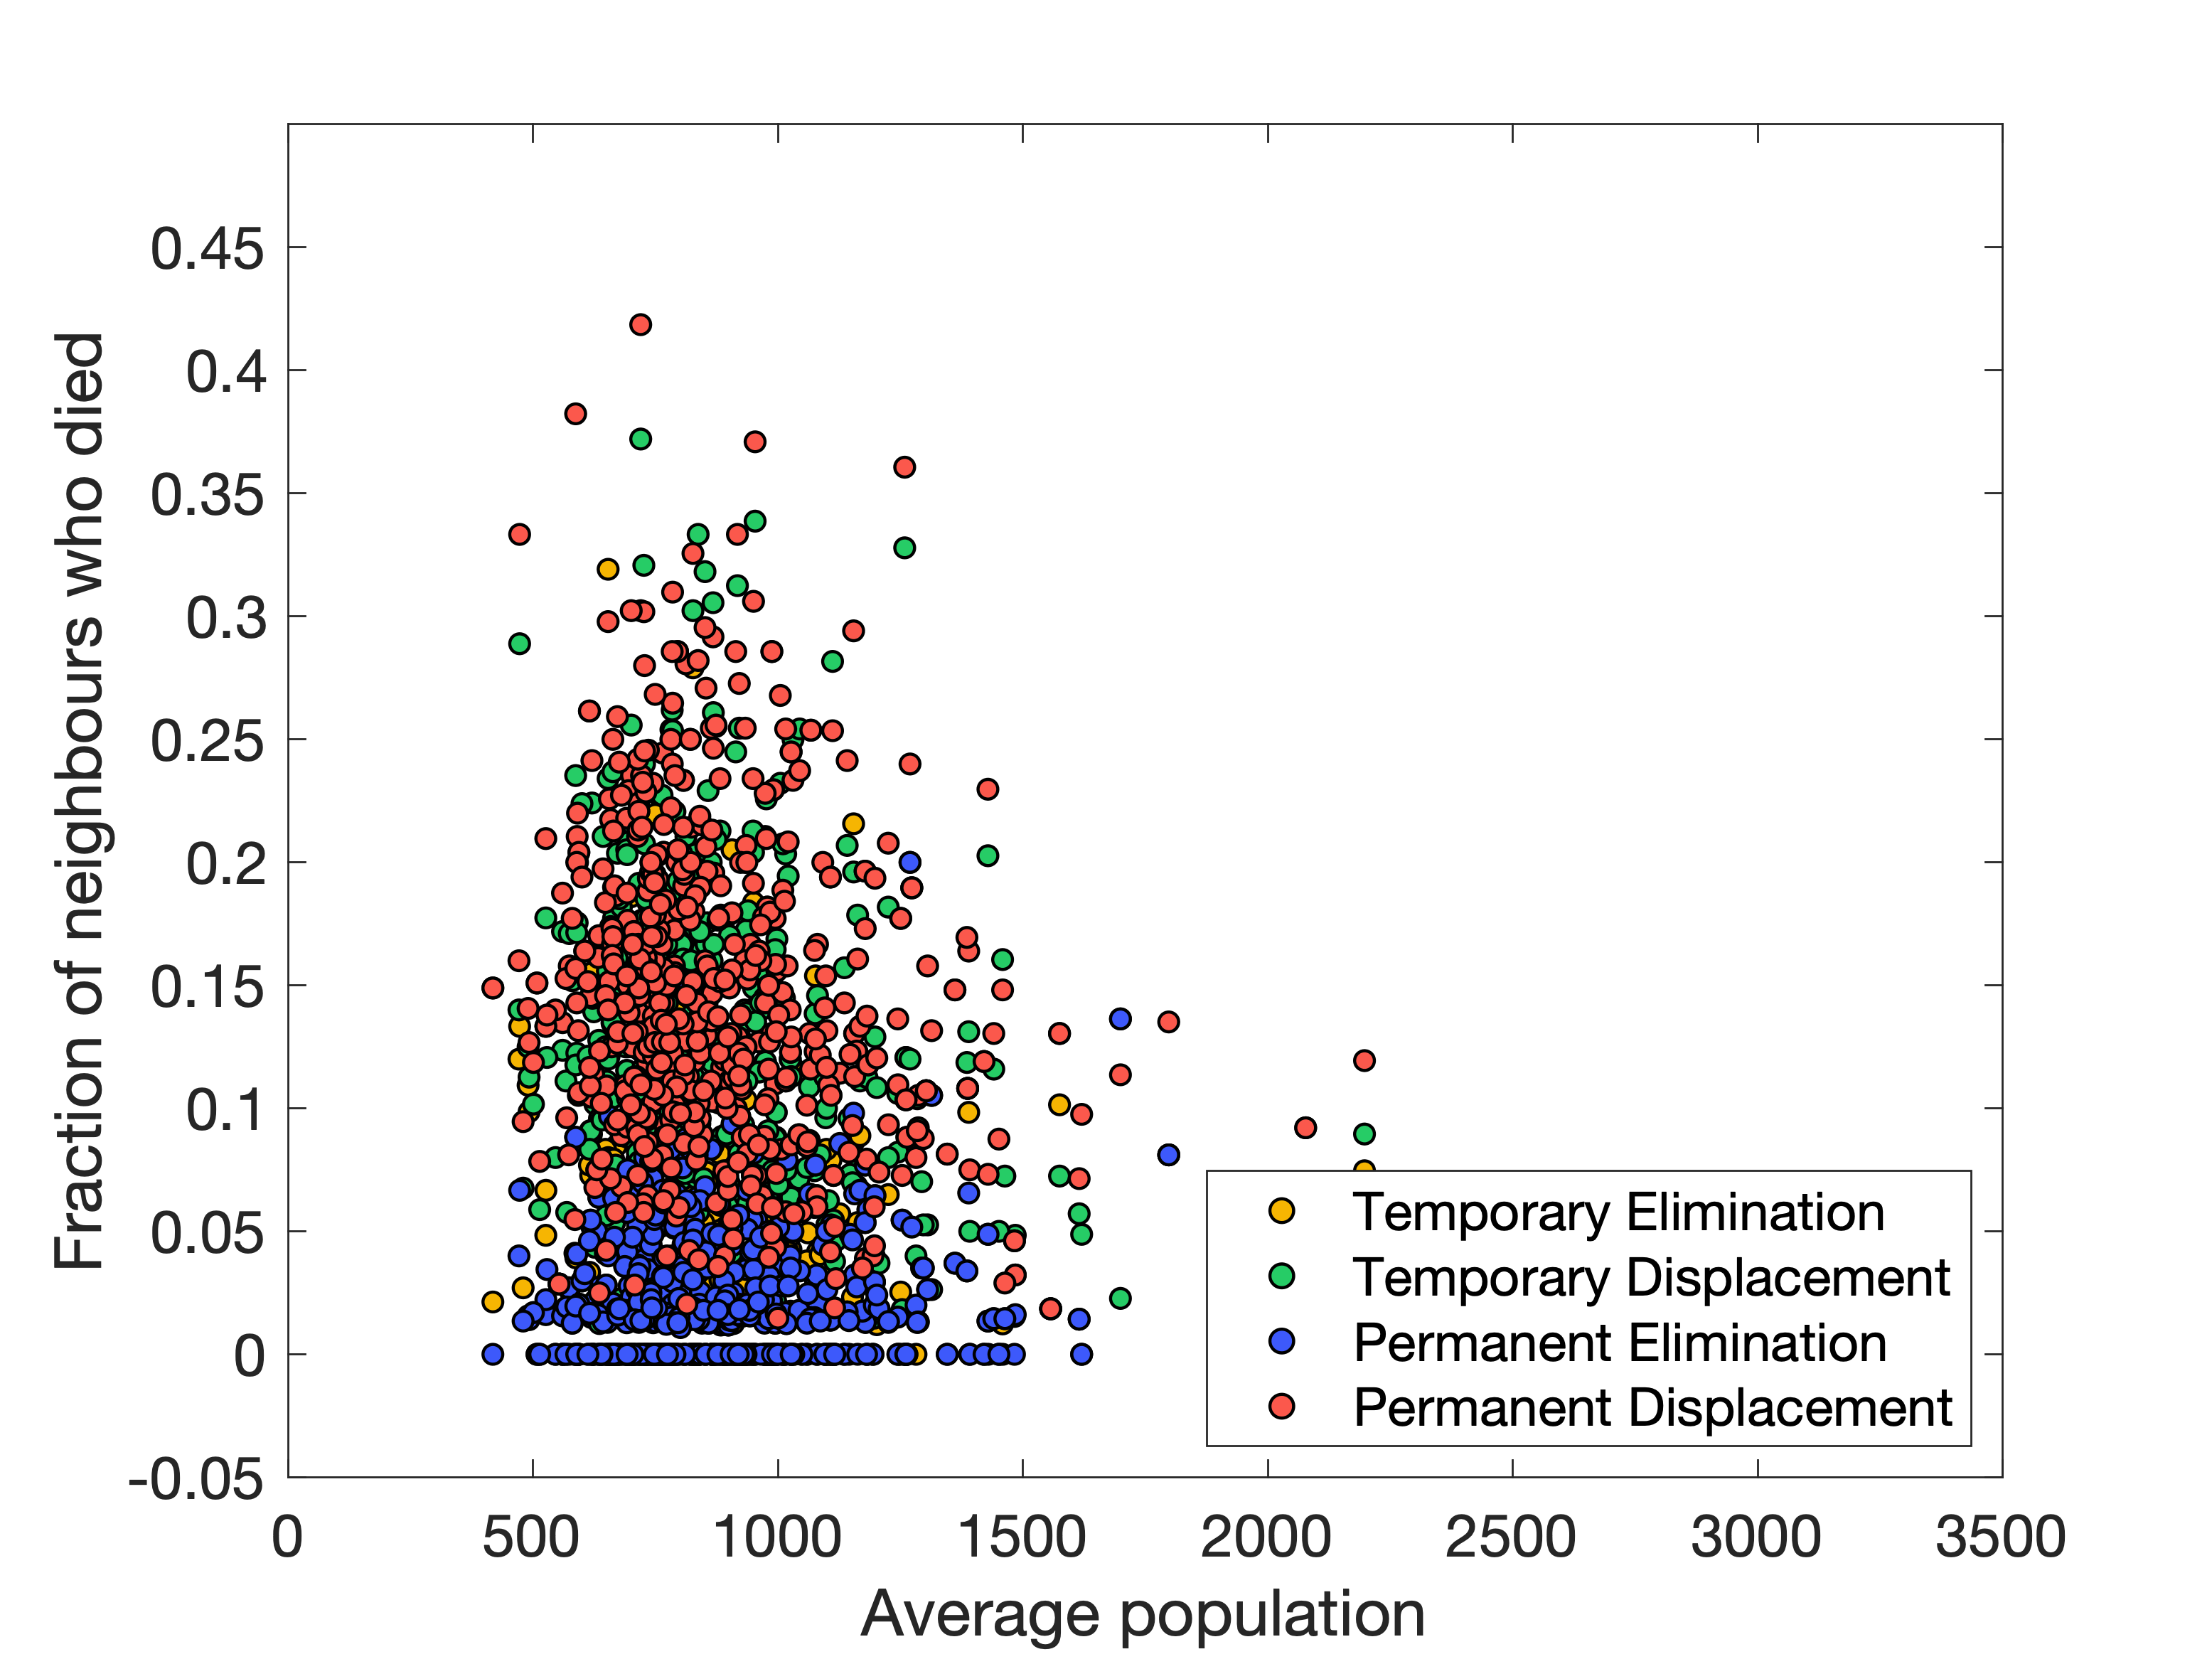 0.45
0.4
0.35
0.3
0.25
0.2
0.15
0.1
0.05
0
-0.05
Fraction of neighbours who died
Temporary Elimination
Temporary Displacement
Permanent Elimination
Permanent Displacement
0 500 1000 1500 2000 2500 3000 3500
Average population